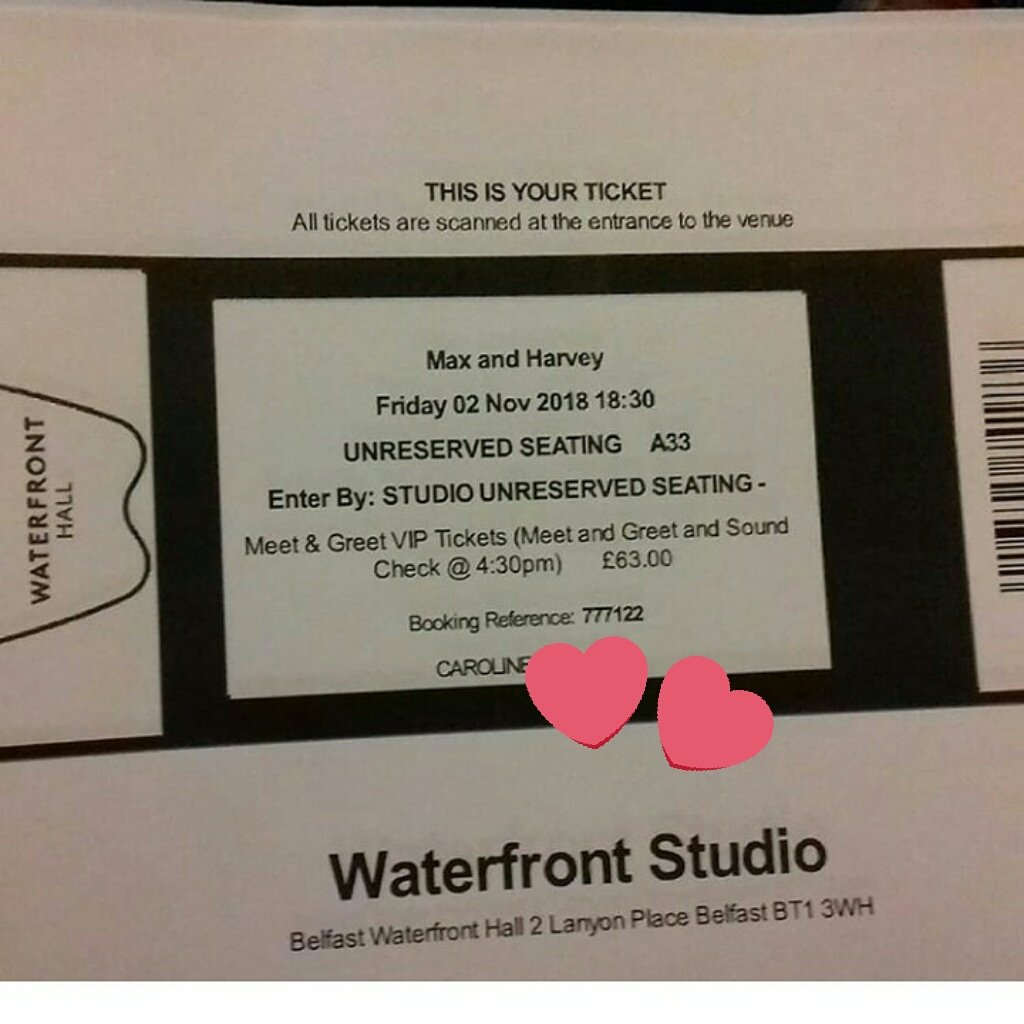 THIS IS YOUR TICKET
All tickets are scanned at the entrance to the venue
WATERFRONT
HALL
Max and Harvey
Friday 02 Nov 2018 18:30
UNRESERVED SEATING A33
Enter By: STUDIO UNRESERVED SEATING -
Meet & Greet VIP Tickets (Meet and Greet and Sound
Check @ 4:30pm) £63.00
Booking Reference: 777122
CAROLINE
Waterfront Studio
Belfast Waterfront Hall 2 Lanyon Place Belfast BT1 3WH